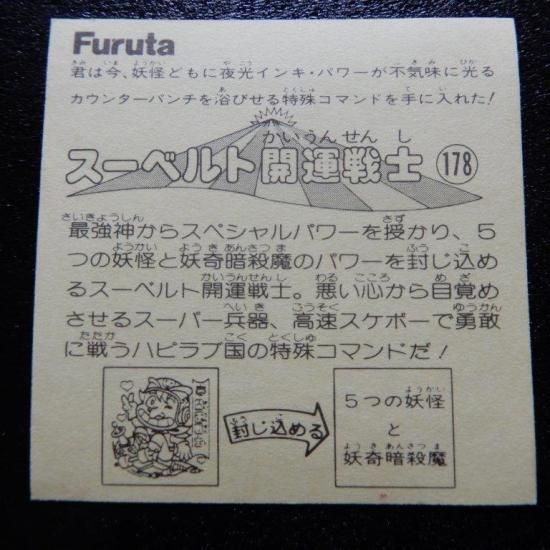 Furuta
君は今、妖怪どもに夜光インキ・パワーが不気味に光る
カウンターパンチを浴びせる特殊コマンドを手に入れた!
スーベルト開運戦士 178
最強神からスペシャルパワーを授かり、5
つの妖怪と妖奇暗殺魔のパワーを封じ込め
るスーベルト開運戦士。悪い心から目覚め
させるスーパー兵器、高速スケボーで勇敢
に戦うハピラブ国の特殊コマンドだ!
封じ込める
5つの妖怪
と
妖奇暗殺魔